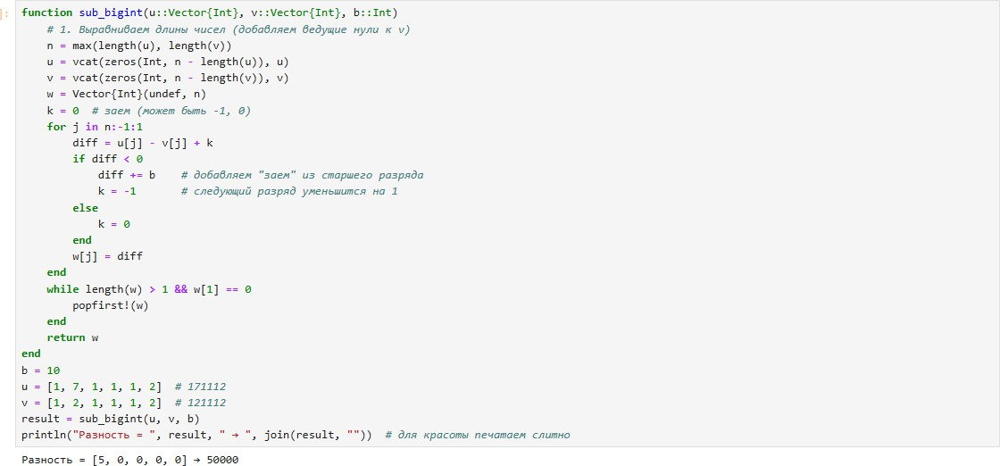 ]:
function sub_bigint(u::Vector{Int}, v::Vector{Int}, b::Int)
    # 1. Выравниваем длины чисел (добавляем ведущие нули к v)
    n = max(length(u), length(v))
    u = vcat(zeros(Int, n - length(u)), u)
    v = vcat(zeros(Int, n - length(v)), v)
    w = Vector{Int}(undef, n)
    k = 0  # заем (может быть -1, 0)
    for j in n:-1:1
        diff = u[j] - v[j] + k
        if diff < 0
            diff += b    # добавляем "заем" из старшего разряда
            k = -1       # следующий разряд уменьшится на 1
        else
            k = 0
        end
        w[j] = diff
    end
    while length(w) > 1 && w[1] == 0
        popfirst!(w)
    end
    return w
end
b = 10
u = [1, 7, 1, 1, 1, 2]  # 171112
v = [1, 2, 1, 1, 1, 2]  # 121112
result = sub_bigint(u, v, b)
println("Разность = ", result, " → ", join(result, ""))  # для красоты печатаем слитно
Разность = [5, 0, 0, 0, 0] → 50000